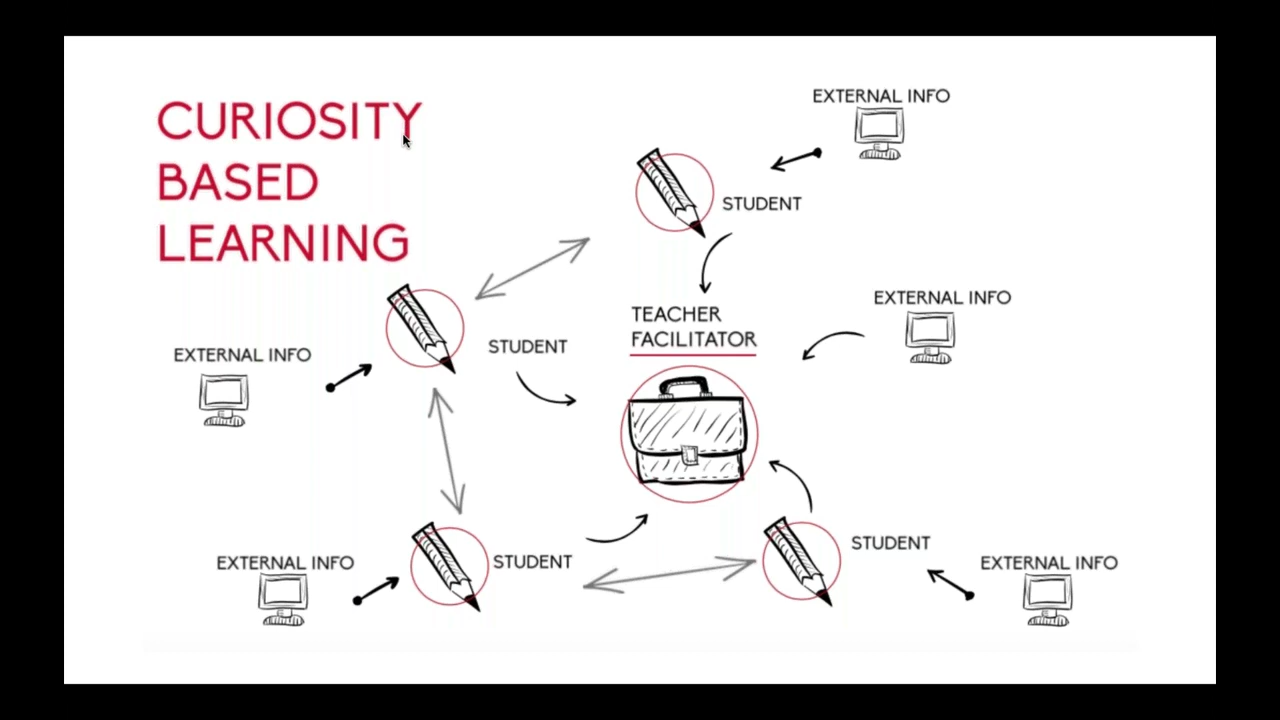 CURIOSITY
BASED
LEARNING
EXTERNAL INFO
STUDENT
EXTERNAL INFO
TEACHER
FACILITATOR
STUDENT
EXTERNAL INFO
STUDENT
EXTERNAL INFO
STUDENT
EXTERNAL INFO